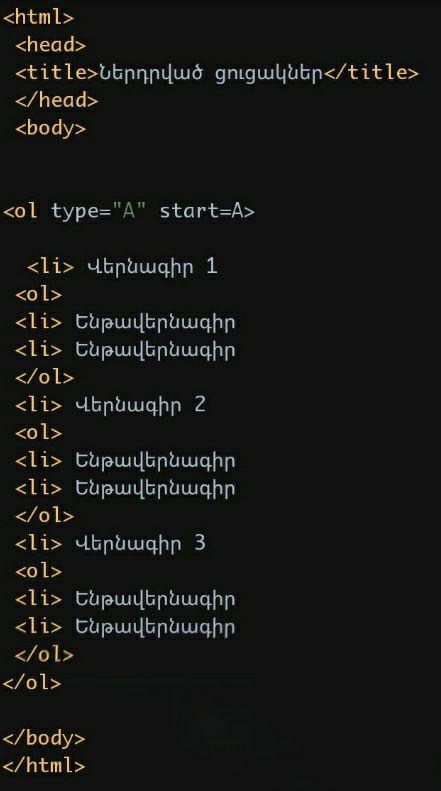 <html>
<head>
<title>Ներդրված ցուցակներ</title>
</head>
<body>
<ol type="A" start=A>
<li> Վերնագիր 1
<ol>
<li> Ենթավերնագիր
<li> Ենթավերնագիր
</ol>
<li> Վերնագիր 2
<ol>
<li> Ենթավերնագիր
<li> Ենթավերնագիր
</ol>
<li> Վերնագիր 3
<ol>
<li> Ենթավերնագիր
<li> Ենթավերնագիր
</ol>
</ol>
</body>
</html>